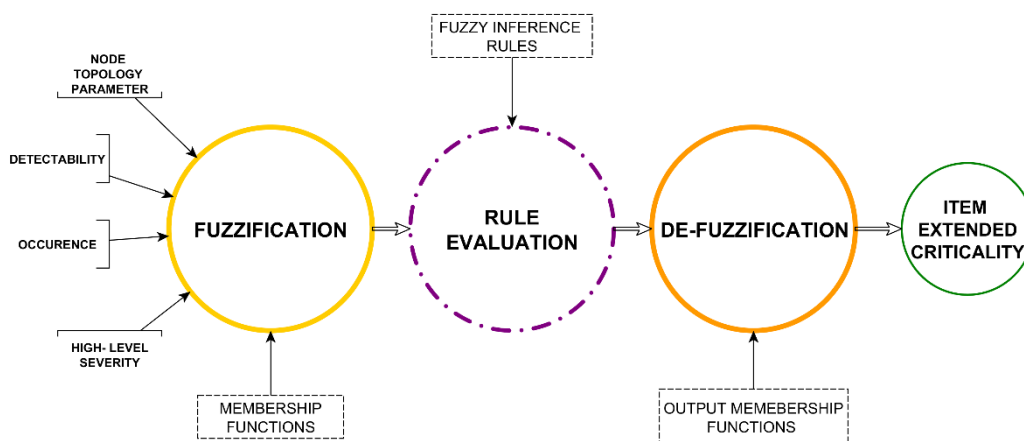 FUZZY INFERENCE
RULES
NODE
TOPOLOGY
PARAMETER
DETECTABILITY
OCCURENCE
HIGH- LEVEL
SEVERITY
FUZZIFICATION
MEMBERSHIP
FUNCTIONS
RULE
EVALUATION
DE-FUZZIFICATION
OUTPUT MEMEBERSHIP
FUNCTIONS
ITEM
EXTENDED
CRITICALITY